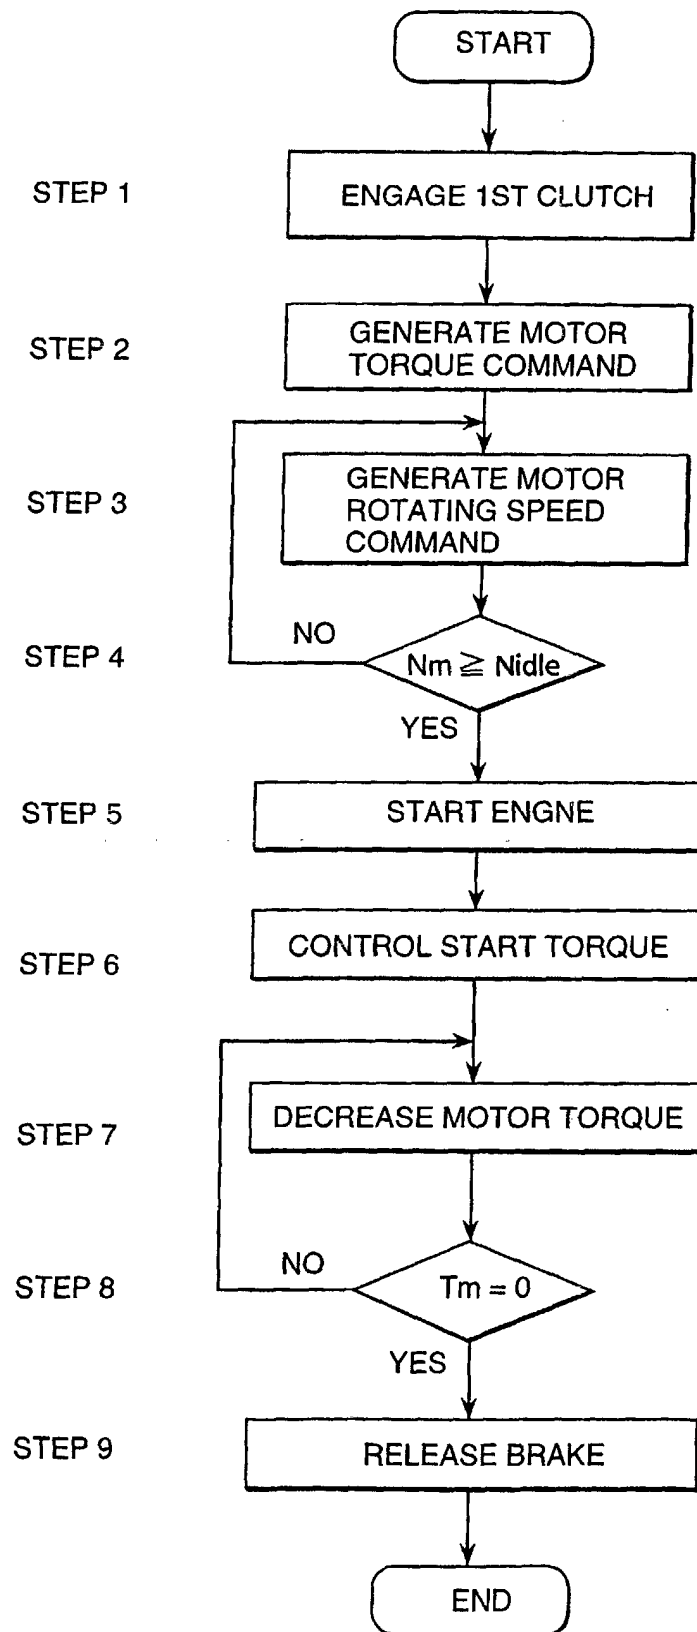 START
STEP 1
ENGAGE 1ST CLUTCH
STEP 2
GENERATE MOTOR
TORQUE COMMAND
STEP 3
GENERATE MOTOR
ROTATING SPEED
COMMAND
STEP 4
NO
Nm ≧ Nidle
YES
STEP 5
START ENGNE
STEP 6
CONTROL START TORQUE
STEP 7
DECREASE MOTOR TORQUE
STEP 8
NO
Tm = 0
YES
STEP 9
RELEASE BRAKE
END